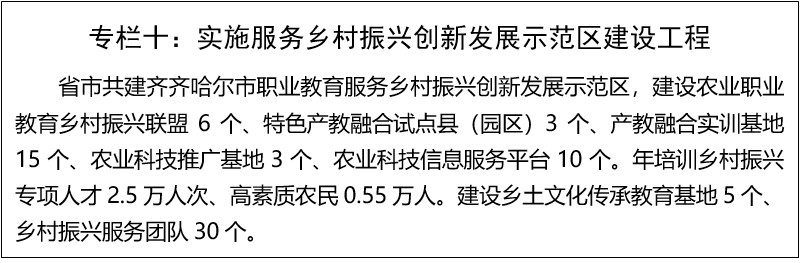 专栏十：实施服务乡村振兴创新发展示范区建设工程
省市共建齐齐哈尔市职业教育服务乡村振兴创新发展示范区，建设农业职业
教育乡村振兴联盟 6 个、特色产教融合试点县（园区）3 个、产教融合实训基地
15 个、农业科技推广基地 3 个、农业科技信息服务平台 10 个。年培训乡村振兴
专项人才 2.5 万人次、高素质农民 0.55 万人。建设乡土文化传承教育基地 5 个、
乡村振兴服务团队 30 个。